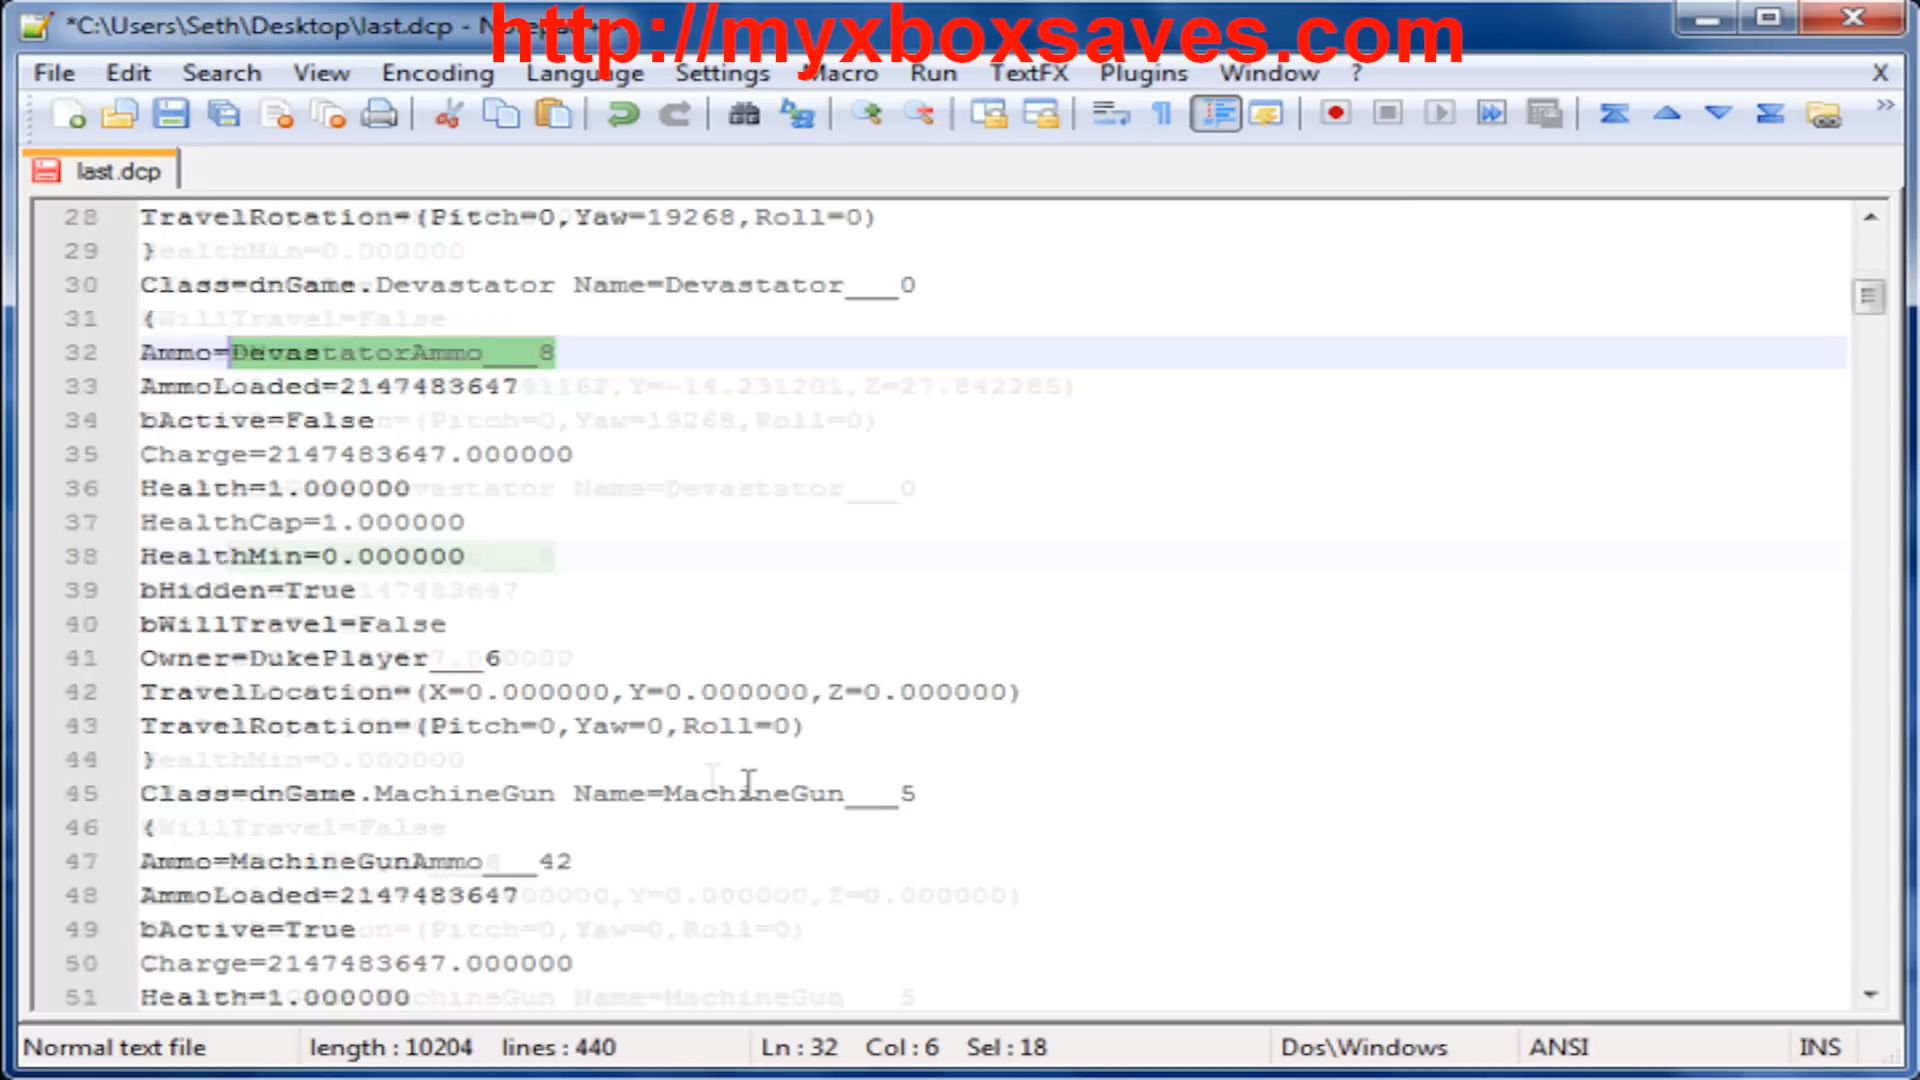 *C:\Users\Seth\Desktop\last.dcp - Notepad++
http://myxboxsaves.com
File Edit Search View Encoding Language Settings Macro Run TextFX Plugins Window ? X
last.dcp
28 TravelRotation=(Pitch=0,Yaw=19268,Roll=0)
29 }
30 Class=dnGame.Devastator Name=Devastator___0
31 {
32 Ammo=DevastatorAmmo___8
33 AmmoLoaded=2147483647
34 bActive=False
35 Charge=2147483647.000000
36 Health=1.000000
37 HealthCap=1.000000
38 HealthMin=0.000000
39 bHidden=True
40 bWillTravel=False
41 Owner=DukePlayer___6
42 TravelLocation=(X=0.000000,Y=0.000000,Z=0.000000)
43 TravelRotation=(Pitch=0,Yaw=0,Roll=0)
44 }
45 Class=dnGame.MachineGun Name=MachineGun___5
46 {
47 Ammo=MachineGunAmmo___42
48 AmmoLoaded=2147483647
49 bActive=True
50 Charge=2147483647.000000
51 Health=1.000000
Normal text file length : 10204 lines : 440 Ln : 32 Col : 6 Sel : 18 Dos\Windows ANSI INS